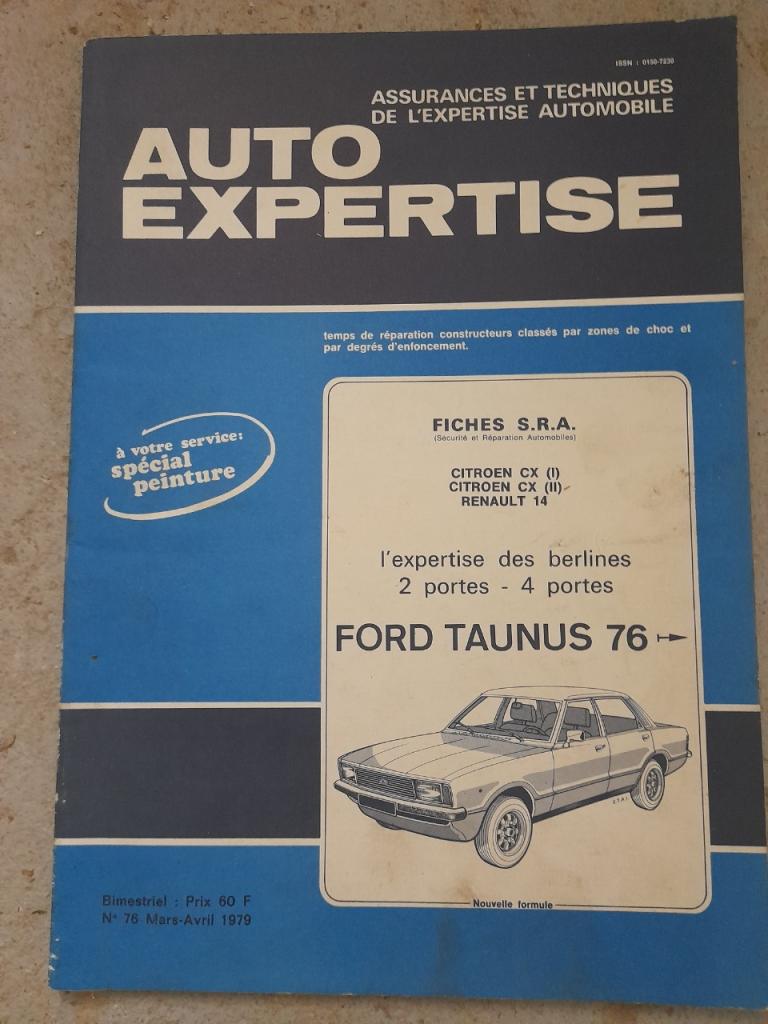 ISSN : 0150-7230
ASSURANCES ET TECHNIQUES
DE L'EXPERTISE AUTOMOBILE
AUTO
EXPERTISE
temps de réparation constructeurs classés par zones de choc et
par degrés d'enfoncement.
à votre service:
spécial
peinture
FICHES S.R.A.
(Sécurité et Réparation Automobiles)
CITROEN CX (I)
CITROEN CX (II)
RENAULT 14
l'expertise des berlines
2 portes - 4 portes
FORD TAUNUS 76
E.T.A.I.
Nouvelle formule
Bimestriel : Prix 60 F
N° 76 Mars-Avril 1979